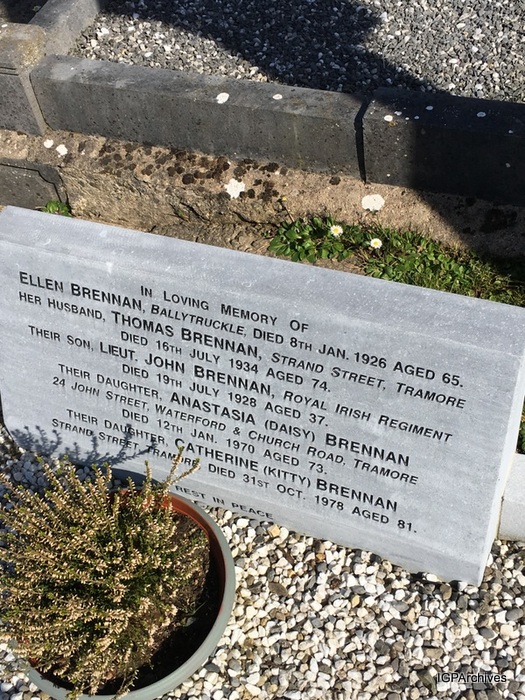 IN LOVING MEMORY OF
ELLEN BRENNAN, BALLYTRUCKLE, DIED 8TH JAN. 1926 AGED 65.
HER HUSBAND, THOMAS BRENNAN, STRAND STREET, TRAMORE
DIED 16TH JULY 1934 AGED 74.
THEIR SON, LIEUT. JOHN BRENNAN, ROYAL IRISH REGIMENT
DIED 19TH JULY 1928 AGED 37.
THEIR DAUGHTER, ANASTASIA (DAISY) BRENNAN
24 JOHN STREET, WATERFORD & CHURCH ROAD, TRAMORE
DIED 12TH JAN. 1970 AGED 73.
THEIR DAUGHTER, CATHERINE (KITTY) BRENNAN
STRAND STREET, TRAMORE DIED 31ST OCT. 1978 AGED 81.
REST IN PEACE
IGPArchives